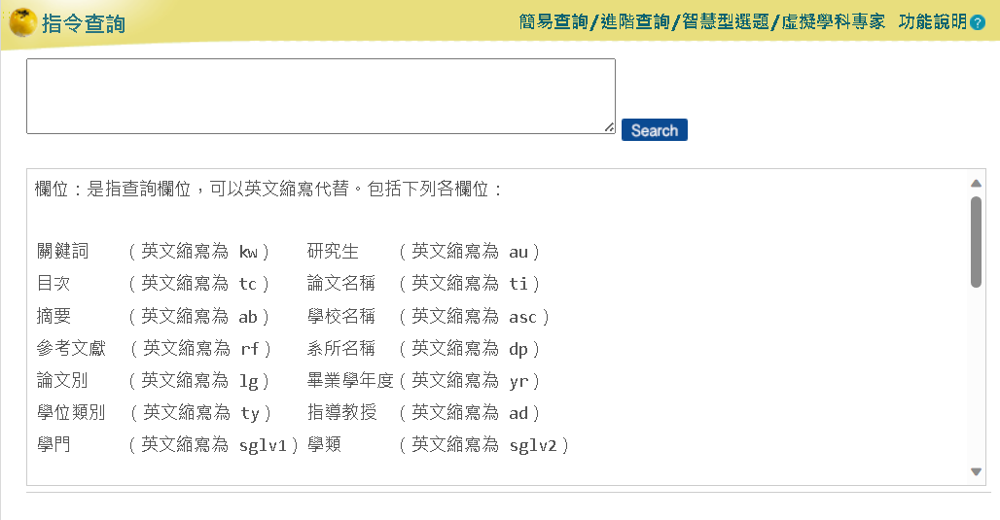 指令查詢
簡易查詢/進階查詢/智慧型選題/虛擬學科專家 功能說明?
Search
欄位：是指查詢欄位，可以英文縮寫代替。包括下列各欄位：
關鍵詞 (英文縮寫為 kw) 研究生 (英文縮寫為 au)
目次 (英文縮寫為 tc) 論文名稱 (英文縮寫為 ti)
摘要 (英文縮寫為 ab) 學校名稱 (英文縮寫為 asc)
參考文獻 (英文縮寫為 rf) 系所名稱 (英文縮寫為 dp)
論文別 (英文縮寫為 lg) 畢業學年度(英文縮寫為 yr)
學位類別 (英文縮寫為 ty) 指導教授 (英文縮寫為 ad)
學門 (英文縮寫為 sglv1) 學類 (英文縮寫為 sglv2)